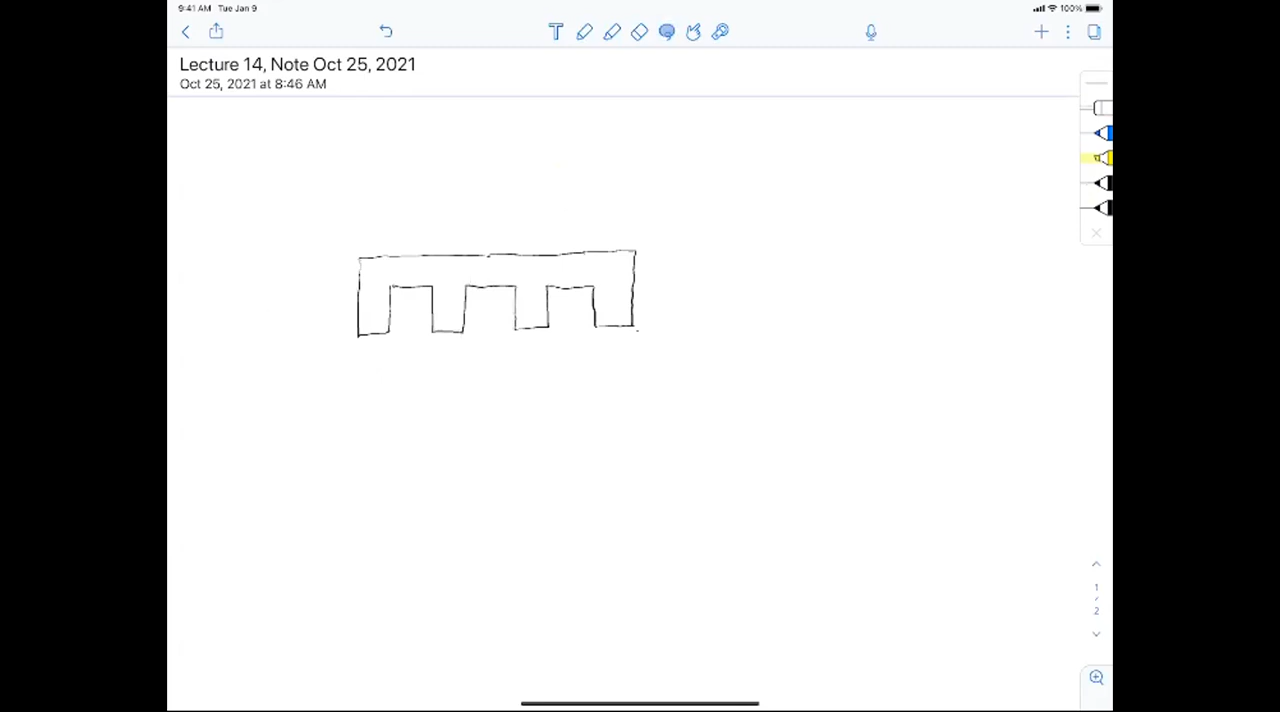 9:41 AM Tue Jan 9
100%
T
Lecture 14, Note Oct 25, 2021
Oct 25, 2021 at 8:46 AM
1
/
2